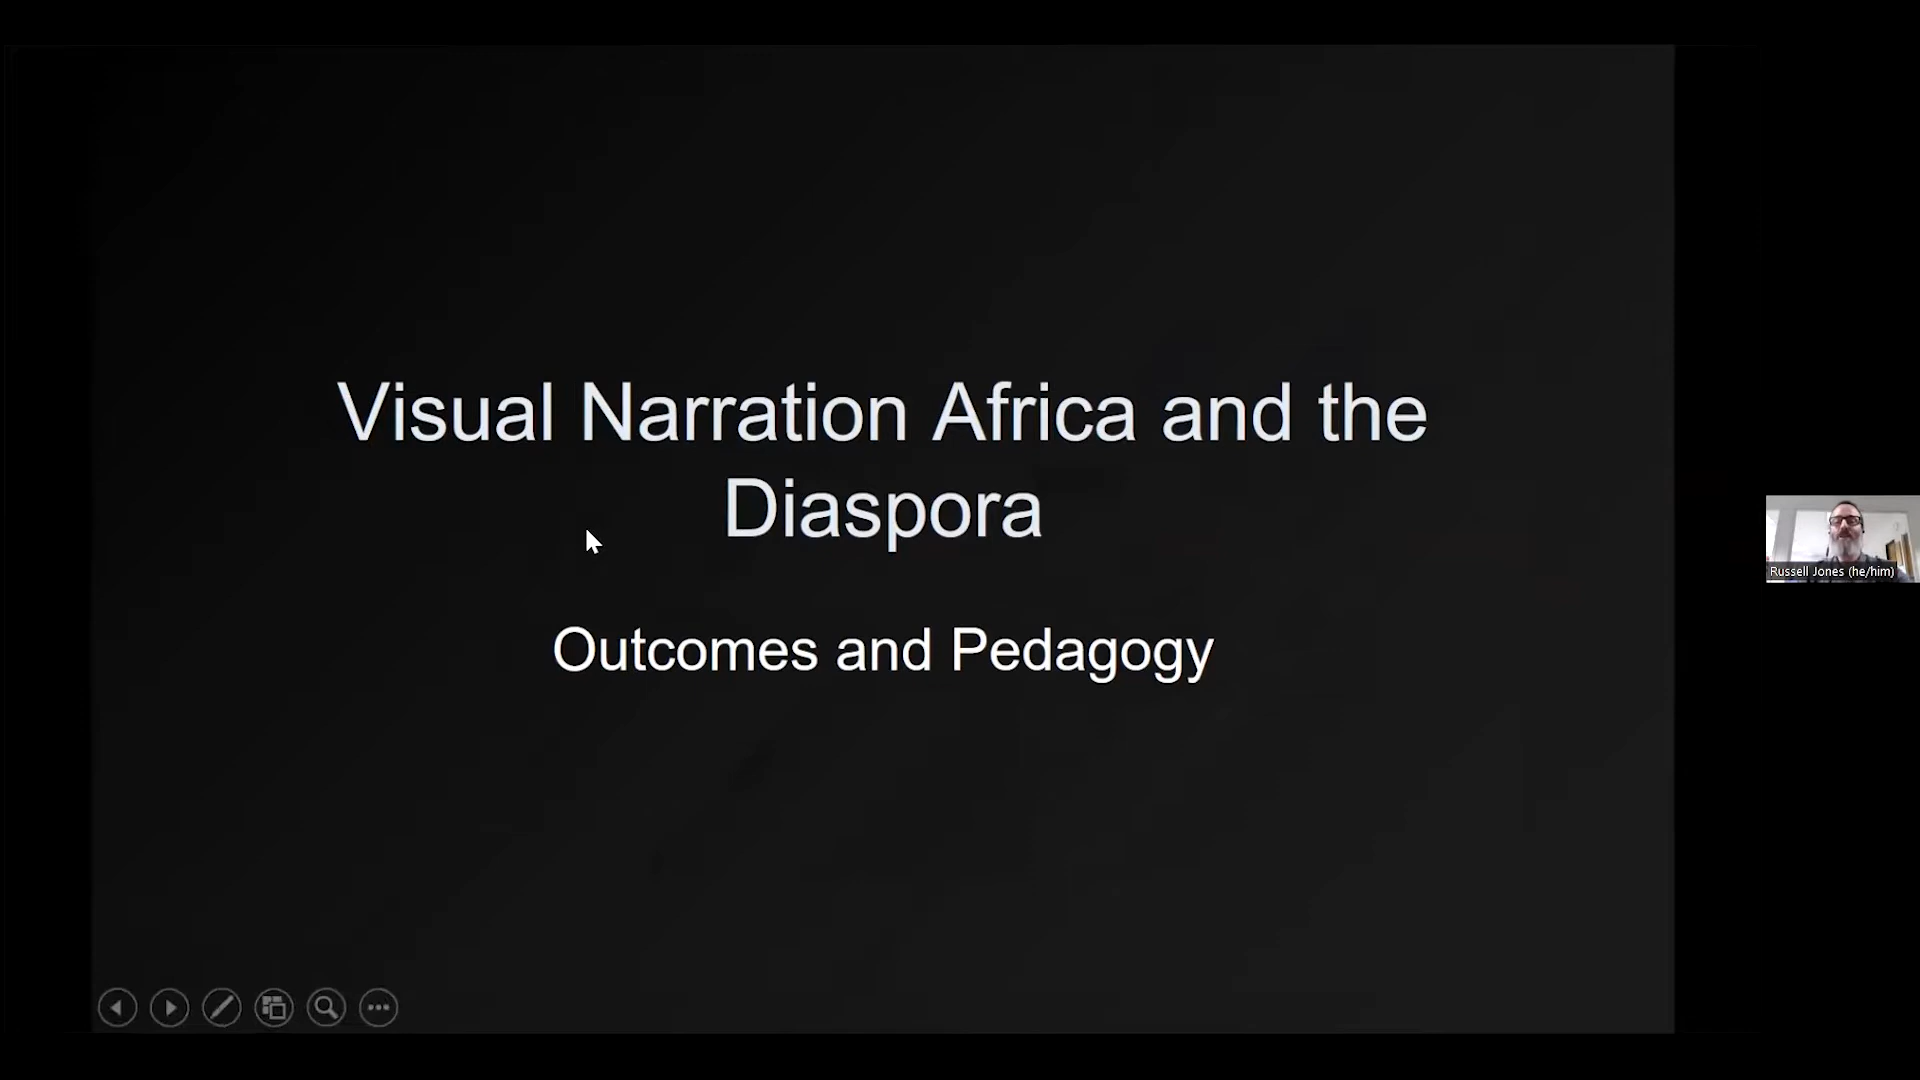 Visual Narration Africa and the
Diaspora
Outcomes and Pedagogy
Russell Jones (he/him)